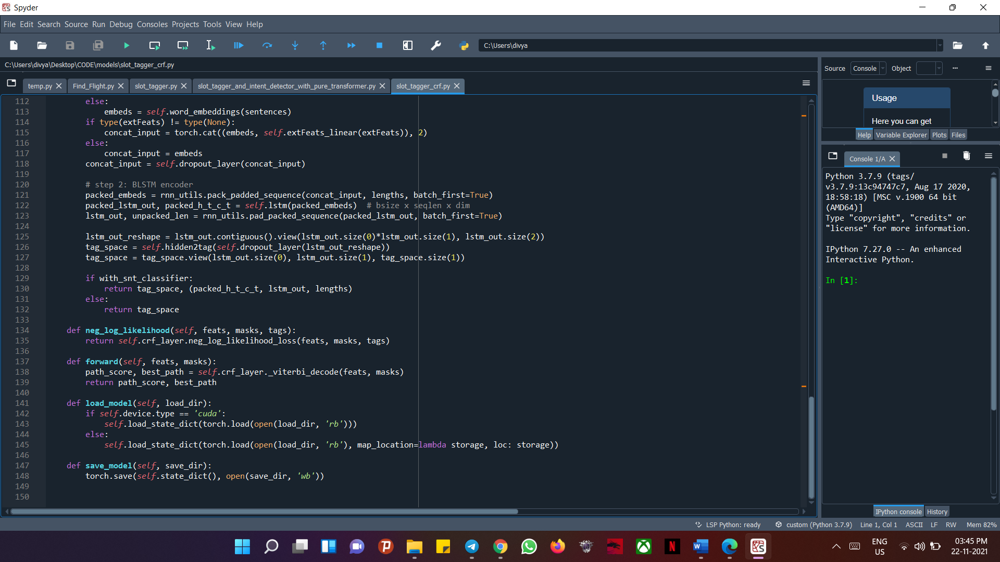 Spyder
File Edit Search Source Run Debug Consoles Projects Tools View Help
C:\Users\divya
C:\Users\divya\Desktop\CODE\models\slot_tagger_crf.py
temp.py Find_Flight.py slot_tagger.py slot_tagger_and_intent_detector_with_pure_transformer.py slot_tagger_crf.py
112 else:
113 embeds = self.word_embeddings(sentences)
114 if type(extFeats) != type(None):
115 concat_input = torch.cat((embeds, self.extFeats_linear(extFeats)), 2)
116 else:
117 concat_input = embeds
118 concat_input = self.dropout_layer(concat_input)
119
120 # step 2: BLSTM encoder
121 packed_embeds = rnn_utils.pack_padded_sequence(concat_input, lengths, batch_first=True)
122 packed_lstm_out, packed_h_t_c_t = self.lstm(packed_embeds)  # bsize x seqlen x dim
123 lstm_out, unpacked_len = rnn_utils.pad_packed_sequence(packed_lstm_out, batch_first=True)
124
125 lstm_out_reshape = lstm_out.contiguous().view(lstm_out.size(0)*lstm_out.size(1), lstm_out.size(2))
126 tag_space = self.hidden2tag(self.dropout_layer(lstm_out_reshape))
127 tag_space = tag_space.view(lstm_out.size(0), lstm_out.size(1), tag_space.size(1))
128
129 if with_snt_classifier:
130 return tag_space, (packed_h_t_c_t, lstm_out, lengths)
131 else:
132 return tag_space
133
134 def neg_log_likelihood(self, feats, masks, tags):
135 return self.crf_layer.neg_log_likelihood_loss(feats, masks, tags)
136
137 def forward(self, feats, masks):
138 path_score, best_path = self.crf_layer._viterbi_decode(feats, masks)
139 return path_score, best_path
140
141 def load_model(self, load_dir):
142 if self.device.type == 'cuda':
143 self.load_state_dict(torch.load(open(load_dir, 'rb')))
144 else:
145 self.load_state_dict(torch.load(open(load_dir, 'rb'), map_location=lambda storage, loc: storage))
146
147 def save_model(self, save_dir):
148 torch.save(self.state_dict(), open(save_dir, 'wb'))
149
150
Source Console Object
Usage
Here you can get
Help Variable Explorer Plots Files
Console 1/A
Python 3.7.9 (tags/
v3.7.9:13c94747c7, Aug 17 2020,
18:58:18) [MSC v.1900 64 bit
(AMD64)]
Type "copyright", "credits" or
"license" for more information.
IPython 7.27.0 -- An enhanced
Interactive Python.
In [1]:
IPython console History
LSP Python: ready custom (Python 3.7.9) Line 1, Col 1 ASCII LF RW Mem 82%
ENG
US
03:45 PM
22-11-2021